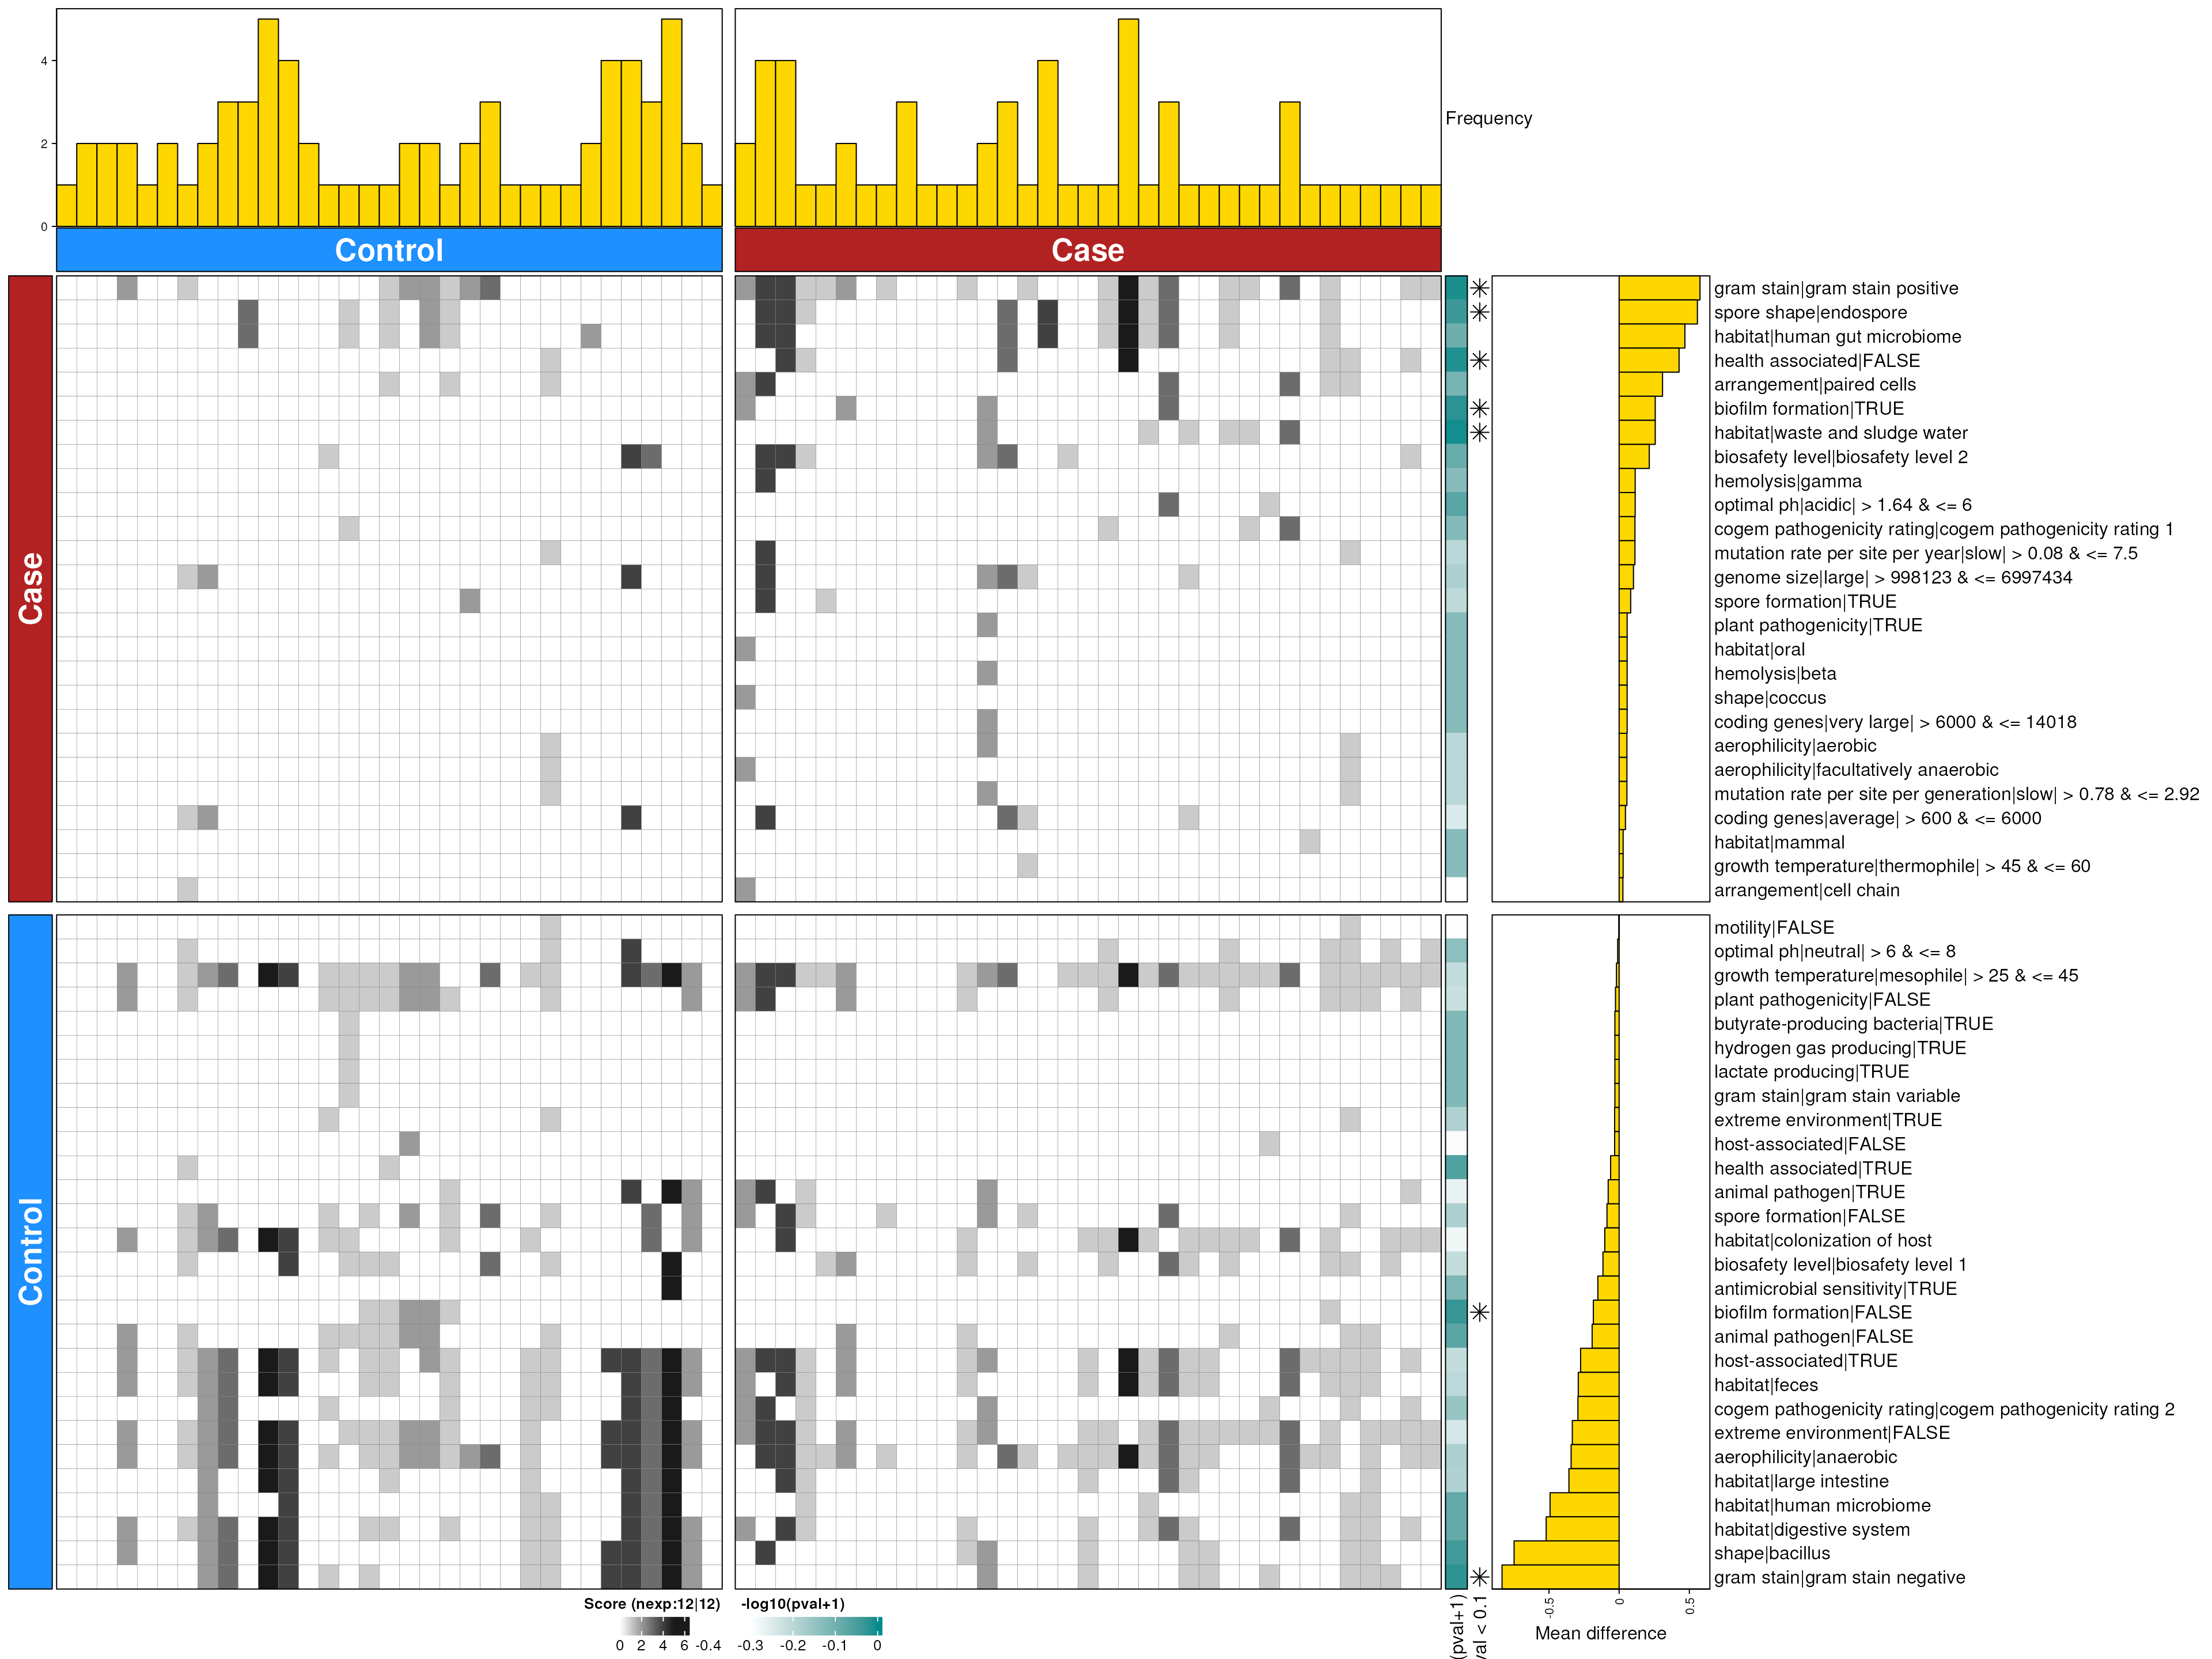 4
2
0
Frequency
Control
Case
Case
gram stain|gram stain positive
spore shape|endospore
habitat|human gut microbiome
health associated|FALSE
arrangement|paired cells
biofilm formation|TRUE
habitat|waste and sludge water
biosafety level|biosafety level 2
hemolysis|gamma
optimal ph|acidic| > 1.64 & <= 6
cogem pathogenicity rating|cogem pathogenicity rating 1
mutation rate per site per year|slow| > 0.08 & <= 7.5
genome size|large| > 998123 & <= 6997434
spore formation|TRUE
plant pathogenicity|TRUE
habitat|oral
hemolysis|beta
shape|coccus
coding genes|very large| > 6000 & <= 14018
aerophilicity|aerobic
aerophilicity|facultatively anaerobic
mutation rate per site per generation|slow| > 0.78 & <= 2.92
coding genes|average| > 600 & <= 6000
habitat|mammal
growth temperature|thermophile| > 45 & <= 60
arrangement|cell chain
Control
motility|FALSE
optimal ph|neutral| > 6 & <= 8
growth temperature|mesophile| > 25 & <= 45
plant pathogenicity|FALSE
butyrate-producing bacteria|TRUE
hydrogen gas producing|TRUE
lactate producing|TRUE
gram stain|gram stain variable
extreme environment|TRUE
host-associated|FALSE
health associated|TRUE
animal pathogen|TRUE
spore formation|FALSE
habitat|colonization of host
biosafety level|biosafety level 1
antimicrobial sensitivity|TRUE
biofilm formation|FALSE
animal pathogen|FALSE
host-associated|TRUE
habitat|feces
cogem pathogenicity rating|cogem pathogenicity rating 2
extreme environment|FALSE
aerophilicity|anaerobic
habitat|large intestine
habitat|human microbiome
habitat|digestive system
shape|bacillus
gram stain|gram stain negative
Score (nexp:12|12)
0 2 4 6
-log10(pval+1)
-0.4 -0.3 -0.2 -0.1 0
(pval+1)
val < 0.1
-0.5 0 0.5
Mean difference